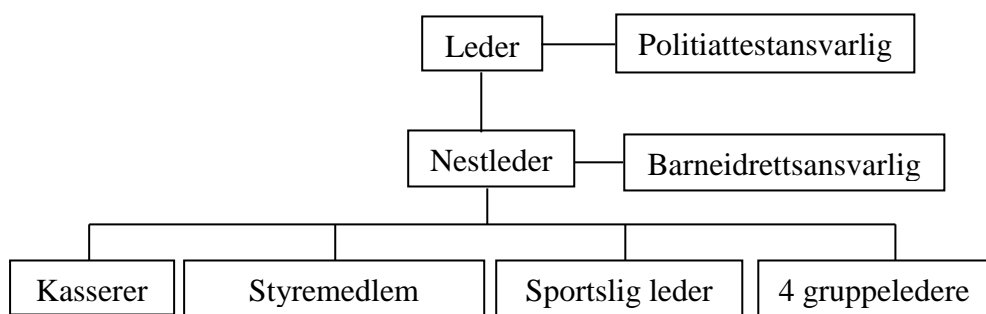 Leder
Politiattestansvarlig
Nestleder
Barneidrettsansvarlig
Kasserer
Styremedlem
Sportslig leder
4 gruppeledere